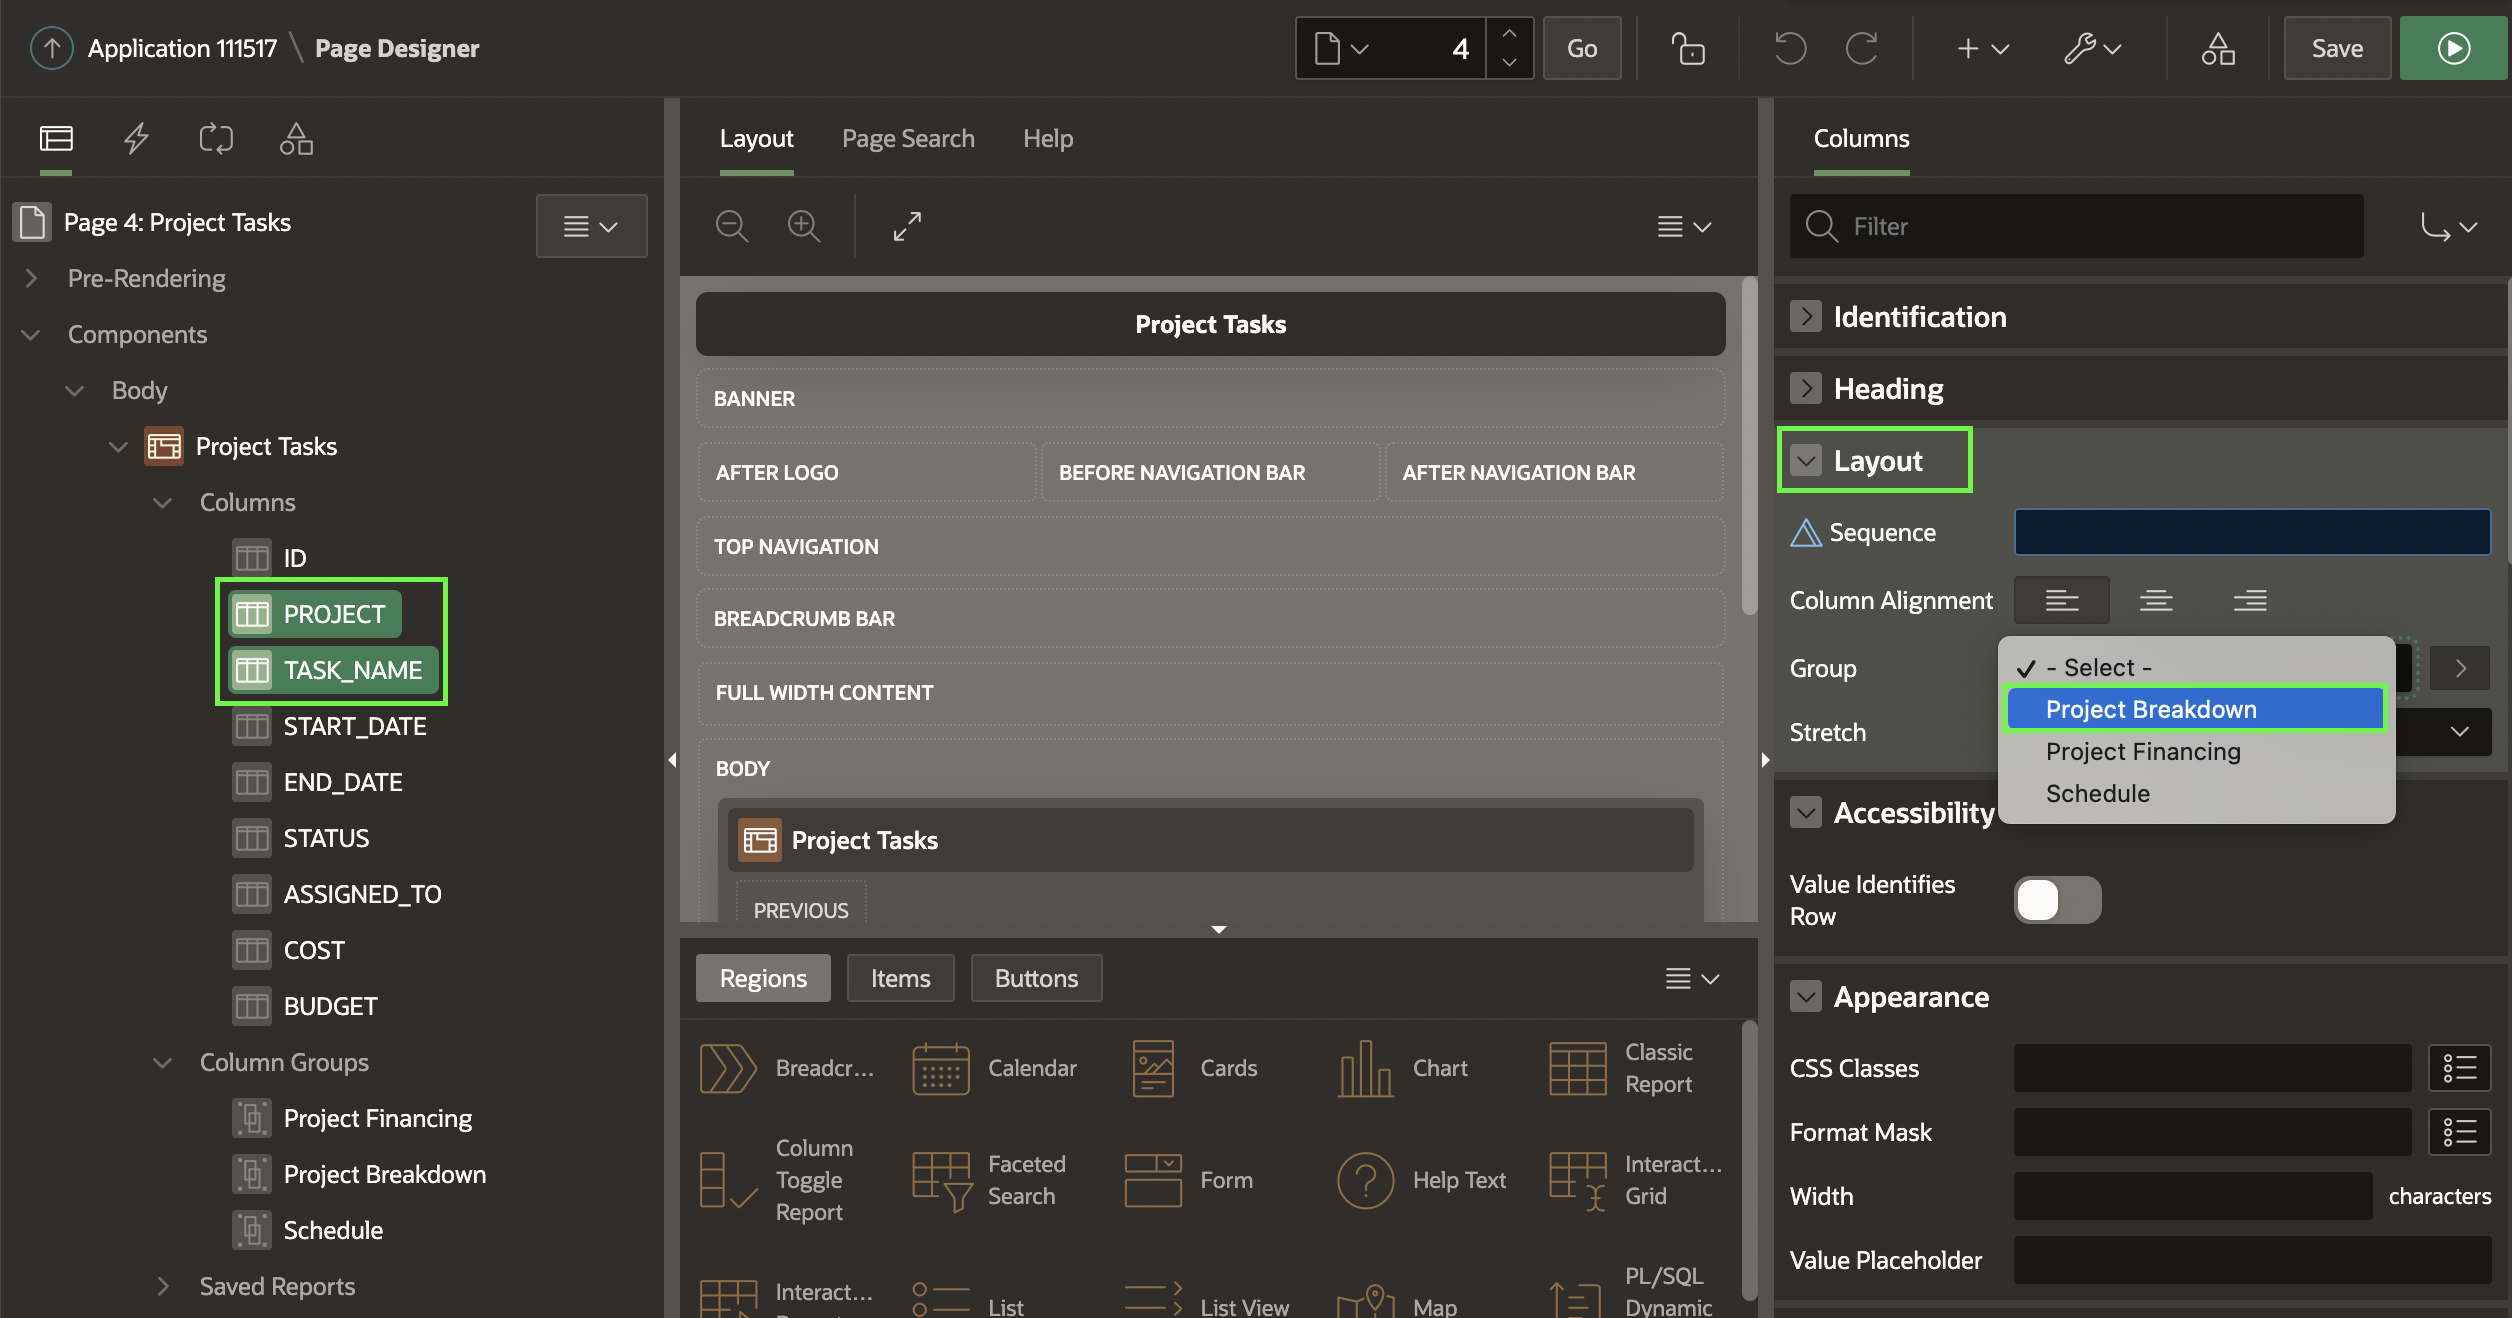 Application 111517 \ Page Designer
4
Go
Save
Page 4: Project Tasks
Pre-Rendering
Components
Body
Project Tasks
Columns
ID
PROJECT
TASK_NAME
START_DATE
END_DATE
STATUS
ASSIGNED_TO
COST
BUDGET
Column Groups
Project Financing
Project Breakdown
Schedule
Saved Reports
Layout
Page Search
Help
Project Tasks
BANNER
AFTER LOGO
BEFORE NAVIGATION BAR
AFTER NAVIGATION BAR
TOP NAVIGATION
BREADCRUMB BAR
FULL WIDTH CONTENT
BODY
Project Tasks
PREVIOUS
Regions
Items
Buttons
Breadcr...
Calendar
Cards
Chart
Classic
Report
Column
Toggle
Report
Faceted
Search
Form
Help Text
Interact...
Grid
Interact...
List
List View
Map
PL/SQL
Dynamic
Columns
Filter
Identification
Heading
Layout
Sequence
Column Alignment
Group
- Select -
Project Breakdown
Project Financing
Schedule
Stretch
Accessibility
Value Identifies
Row
Appearance
CSS Classes
Format Mask
Width
characters
Value Placeholder